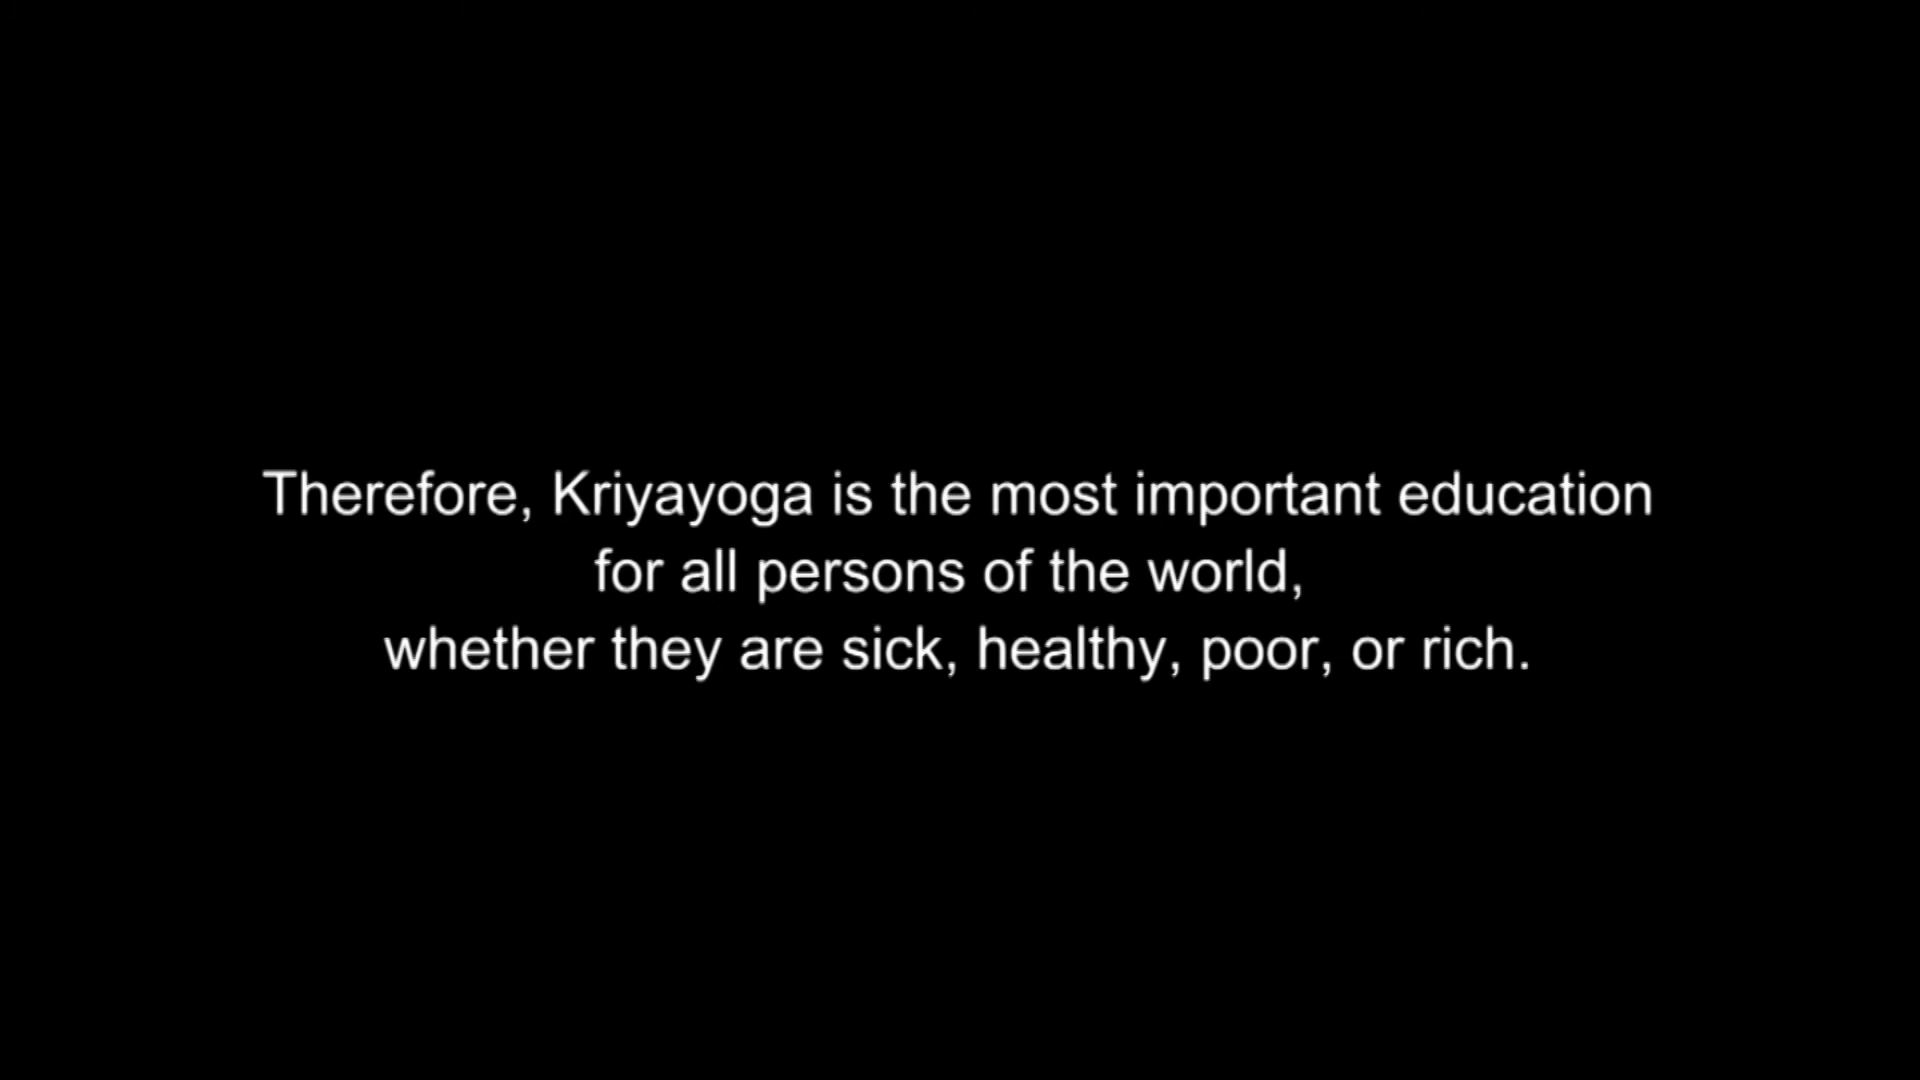 Therefore, Kriyayoga is the most important education
for all persons of the world,
whether they are sick, healthy, poor, or rich.